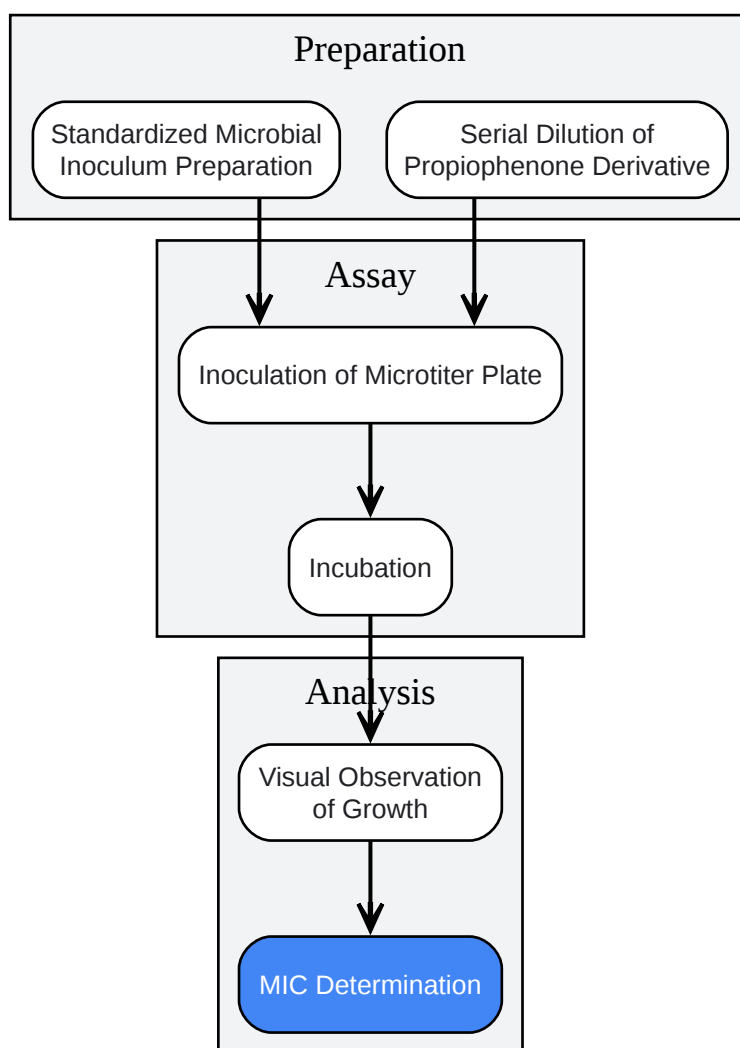 Preparation
Standardized Microbial
Inoculum Preparation
Serial Dilution of
Propiophenone Derivative
Assay
Inoculation of Microtiter Plate
Incubation
Analysis
Visual Observation
of Growth
MIC Determination